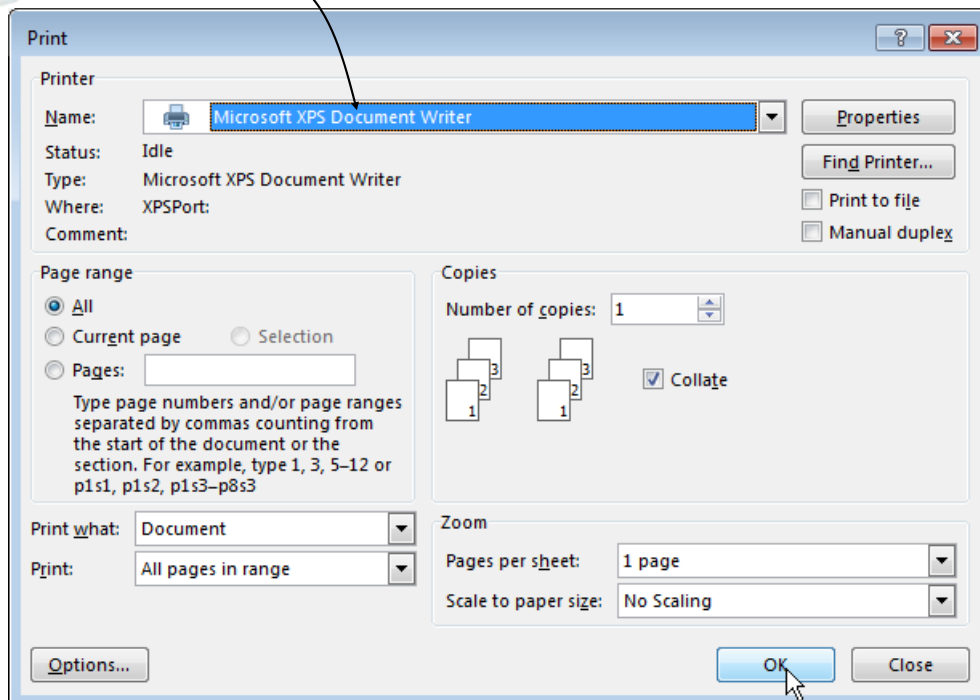 Print
Printer
Name: Microsoft XPS Document Writer Properties
Status: Idle Find Printer...
Type: Microsoft XPS Document Writer
Where: XPSPort: Print to file
Comment: Manual duplex
Page range
All
Current page Selection
Pages:
Type page numbers and/or page ranges
separated by commas counting from
the start of the document or the
section. For example, type 1, 3, 5–12 or
p1s1, p1s2, p1s3–p8s3
Copies
Number of copies: 1
3 3
2 2
1 1
Collate
Print what: Document
Print: All pages in range
Zoom
Pages per sheet: 1 page
Scale to paper size: No Scaling
Options... OK Close